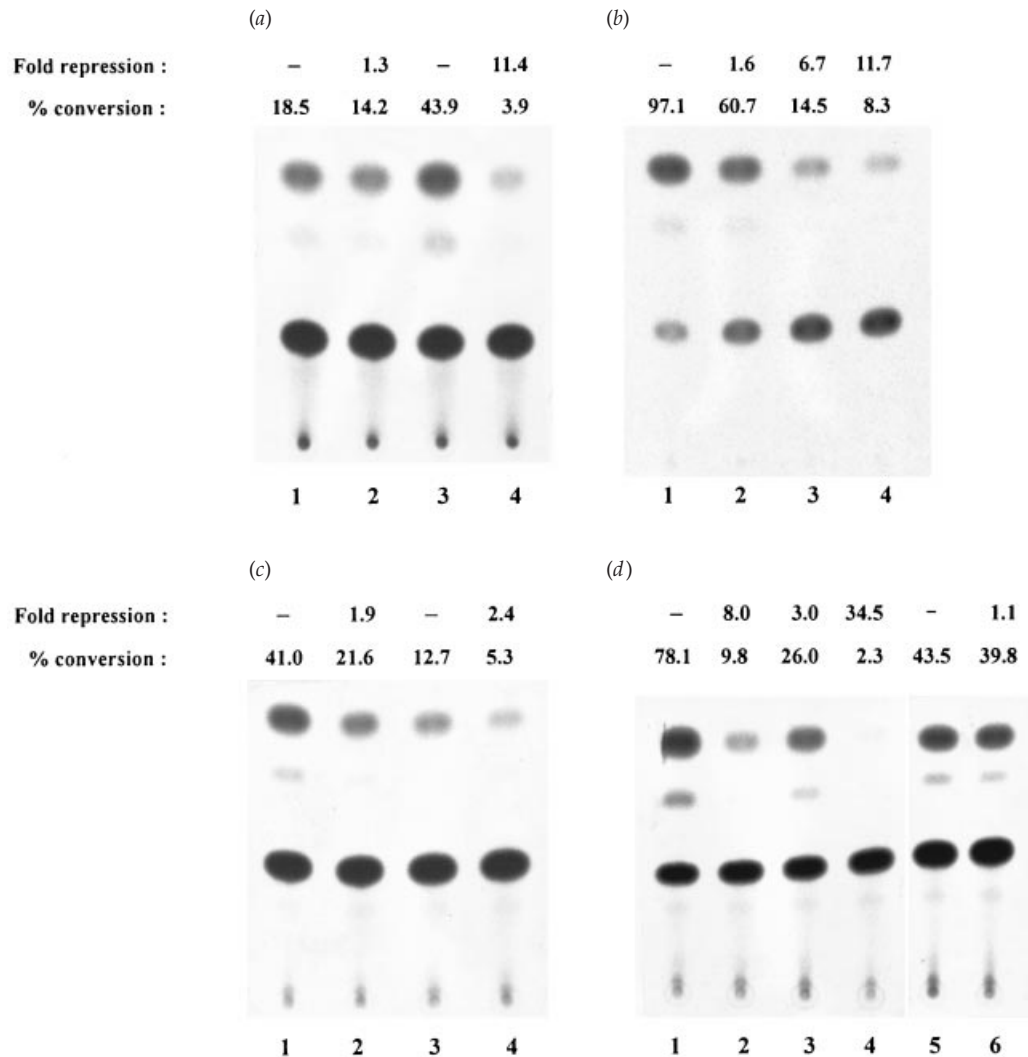 (a)
(b)
Fold repression : – 1.3 – 11.4
– 1.6 6.7 11.7
% conversion : 18.5 14.2 43.9 3.9
97.1 60.7 14.5 8.3
1 2 3 4
1 2 3 4
(c)
(d)
Fold repression : – 1.9 – 2.4
– 8.0 3.0 34.5 – 1.1
% conversion : 41.0 21.6 12.7 5.3
78.1 9.8 26.0 2.3 43.5 39.8
1 2 3 4
1 2 3 4 5 6